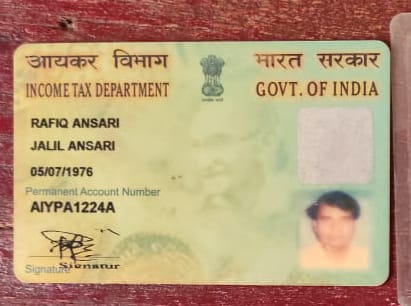 आयकर विभाग
INCOME TAX DEPARTMENT
भारत सरकार
GOVT. OF INDIA
RAFIQ ANSARI
JALIL ANSARI
05/07/1976
Permanent Account Number
AIYPA1224A
Signatur
Signature